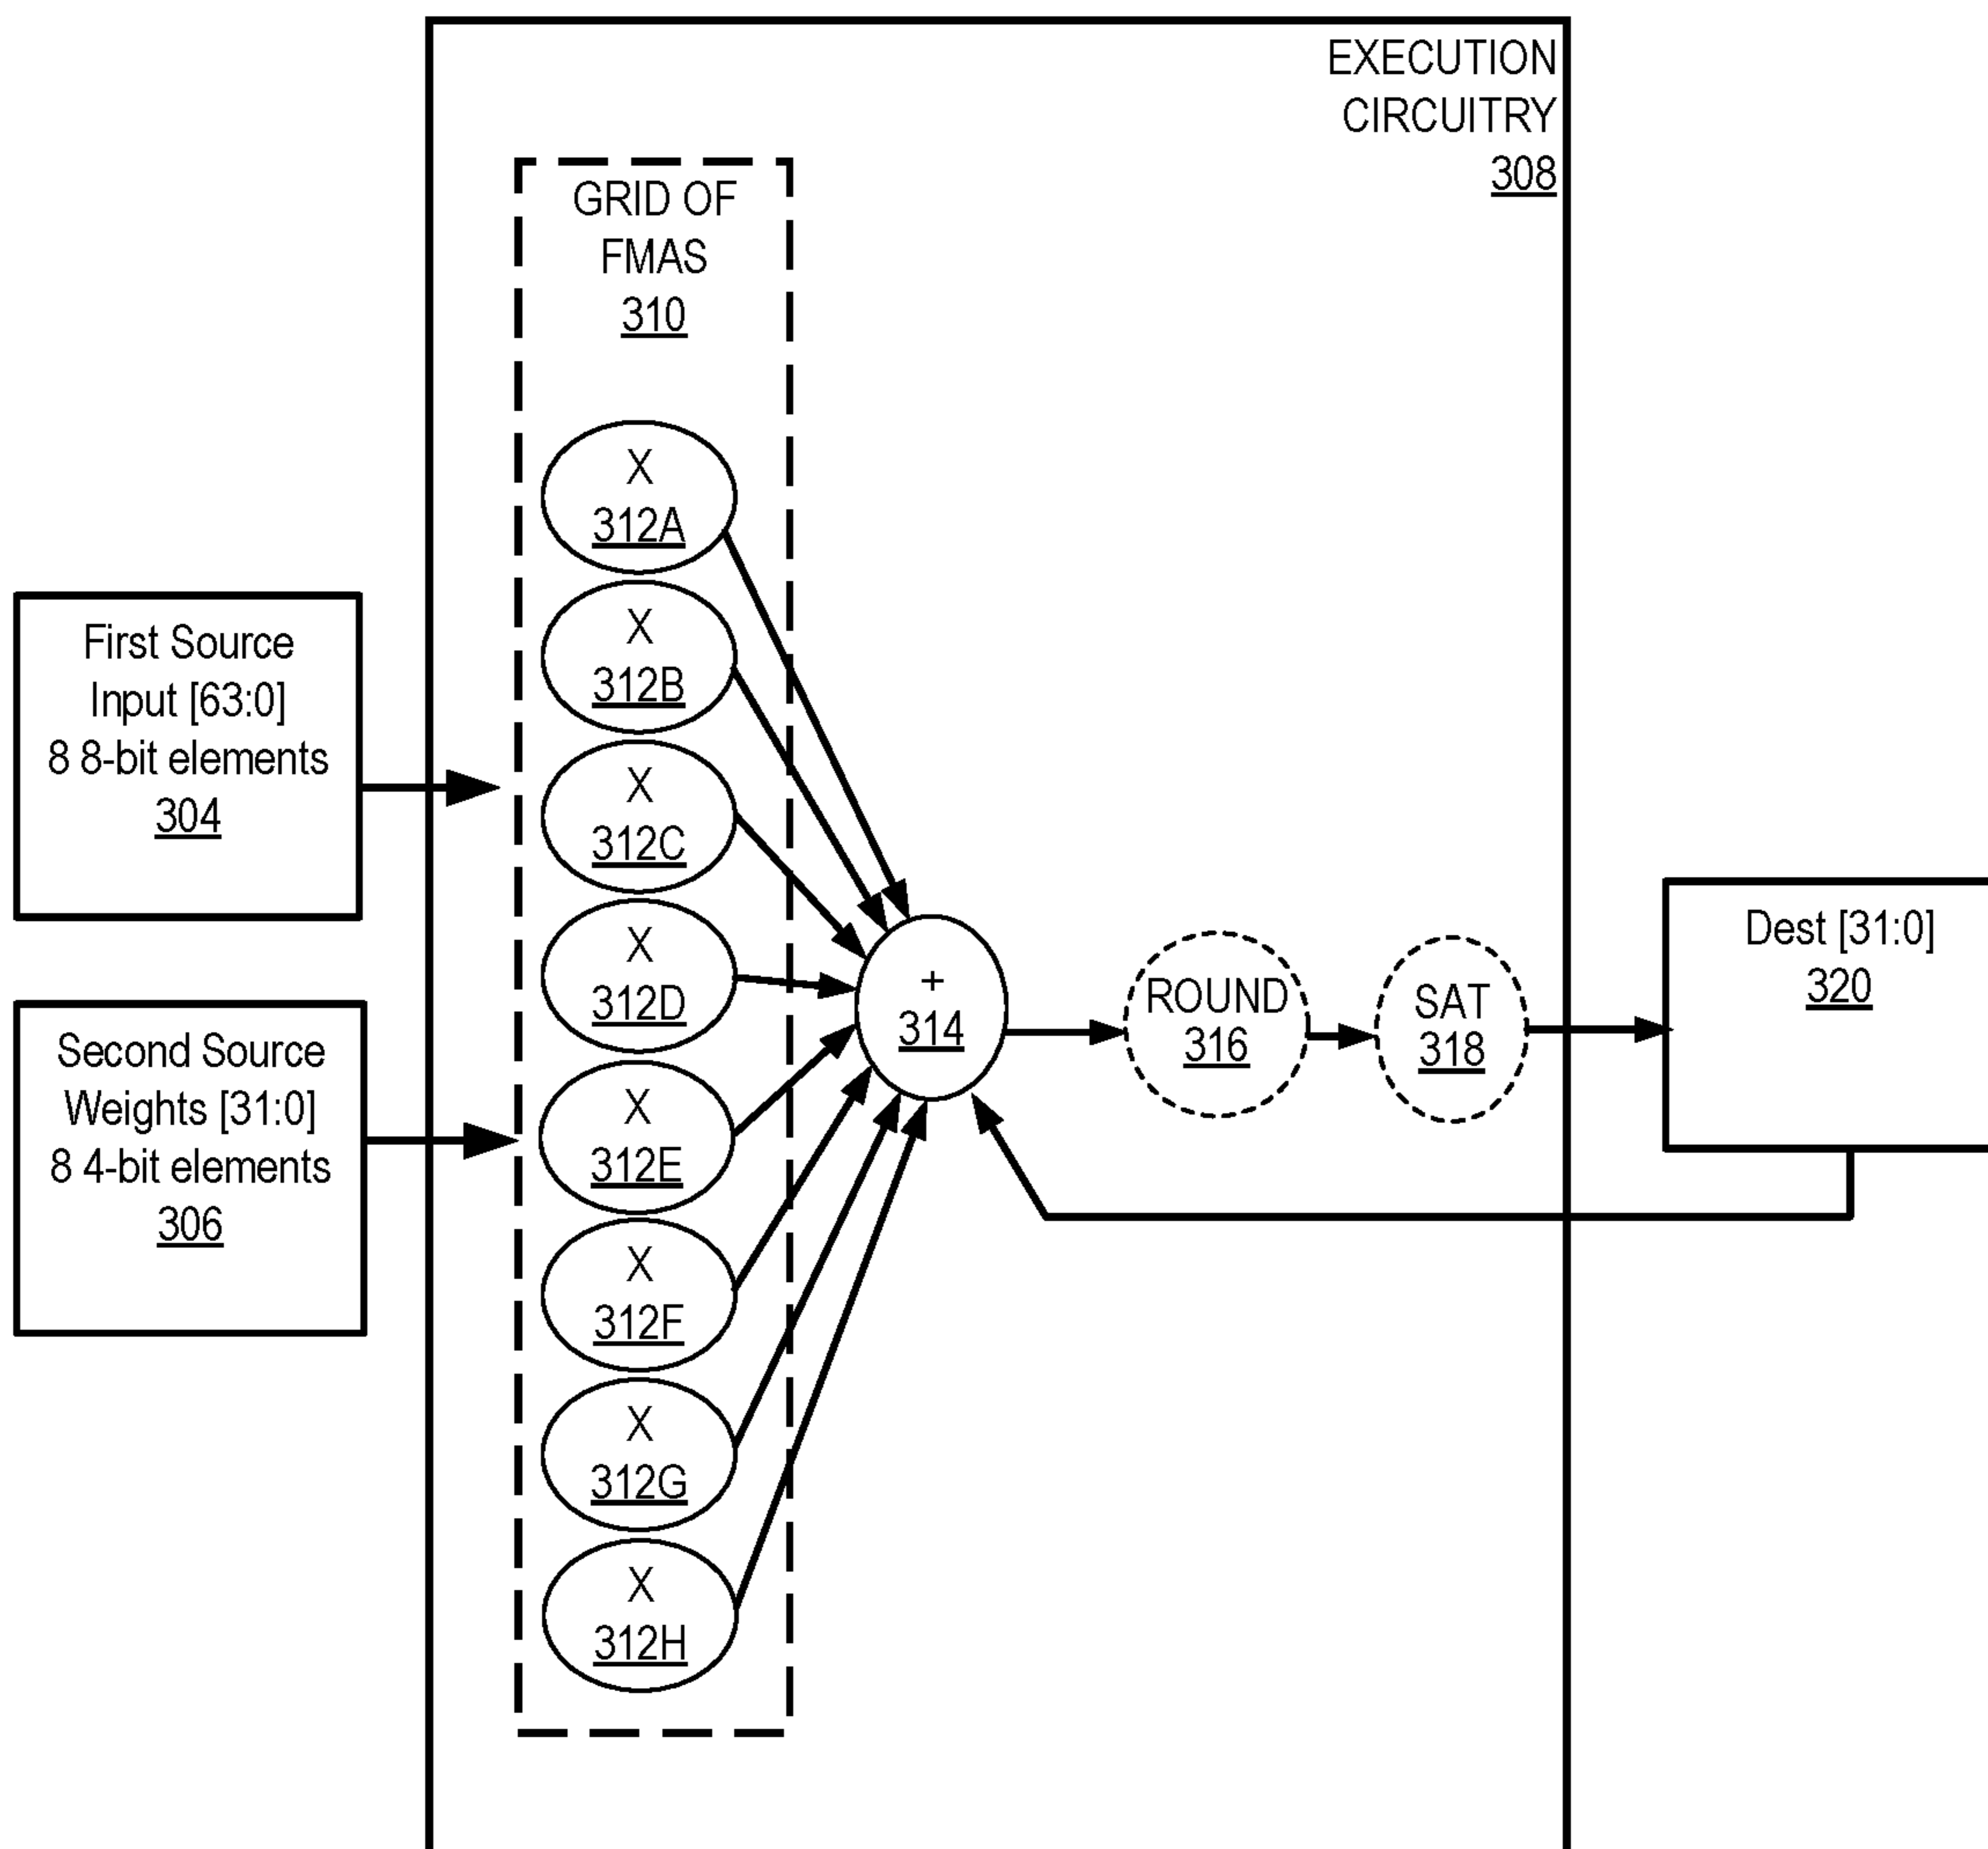 EXECUTION
CIRCUITRY
308
GRID OF
FMAS
310
X
312A
X
312B
X
312C
X
312D
X
312E
X
312F
X
312G
X
312H
First Source
Input [63:0]
8 8-bit elements
304
Second Source
Weights [31:0]
8 4-bit elements
306
+
314
ROUND
316
SAT
318
Dest [31:0]
320